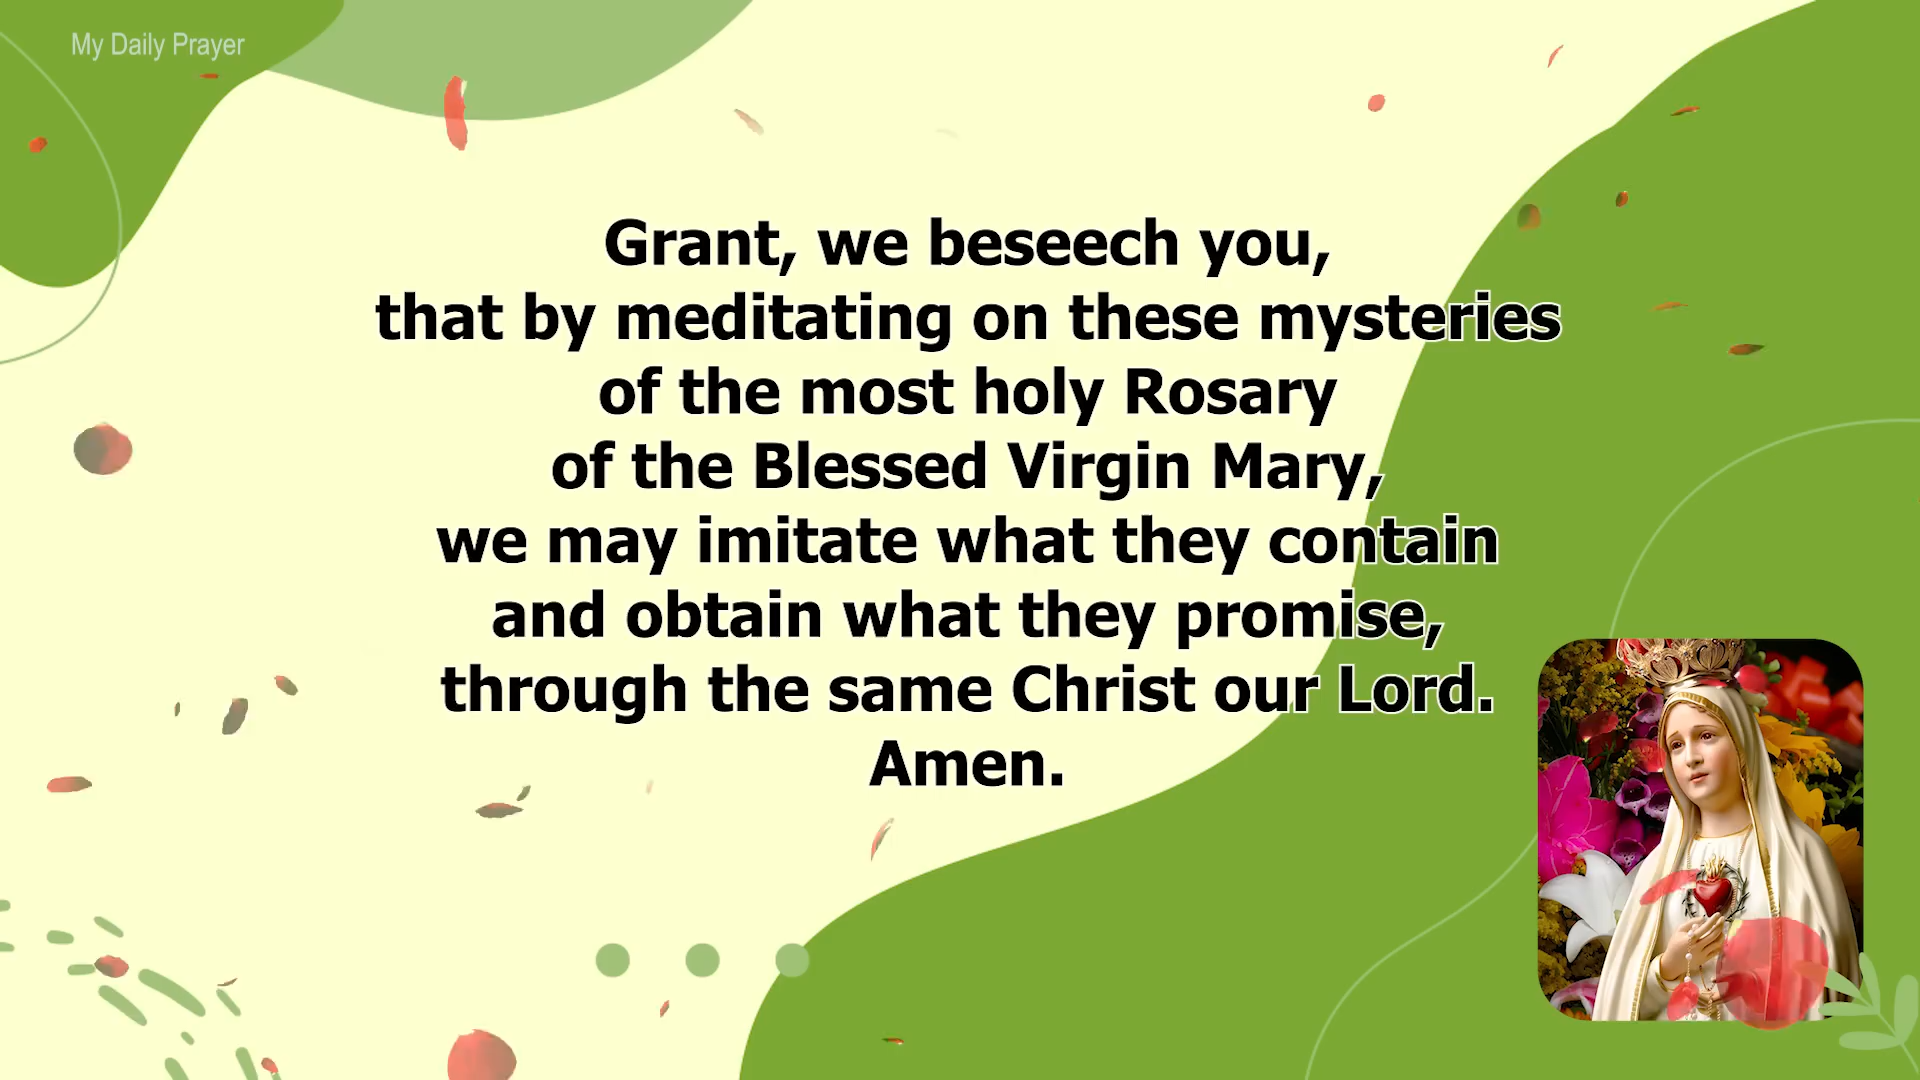 My Daily Prayer
Grant, we beseech you,
that by meditating on these mysteries
of the most holy Rosary
of the Blessed Virgin Mary,
we may imitate what they contain
and obtain what they promise,
through the same Christ our Lord.
Amen.